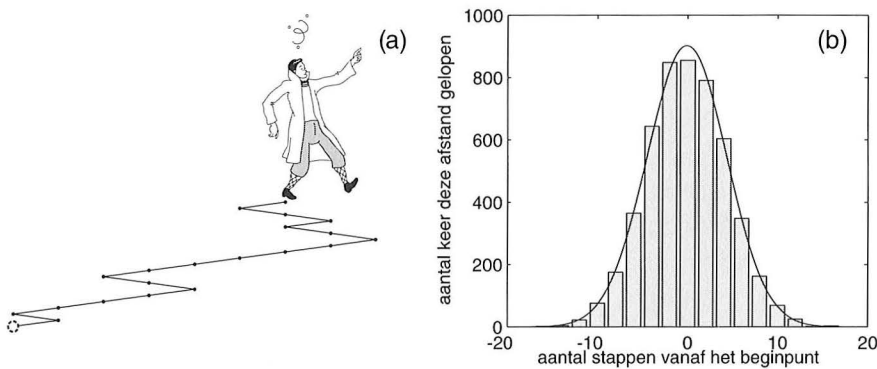 (a)
(b)
aantal keer deze afstand gelopen
1000
800
600
400
200
0
-20
-10
0
10
20
aantal stappen vanaf het beginpunt